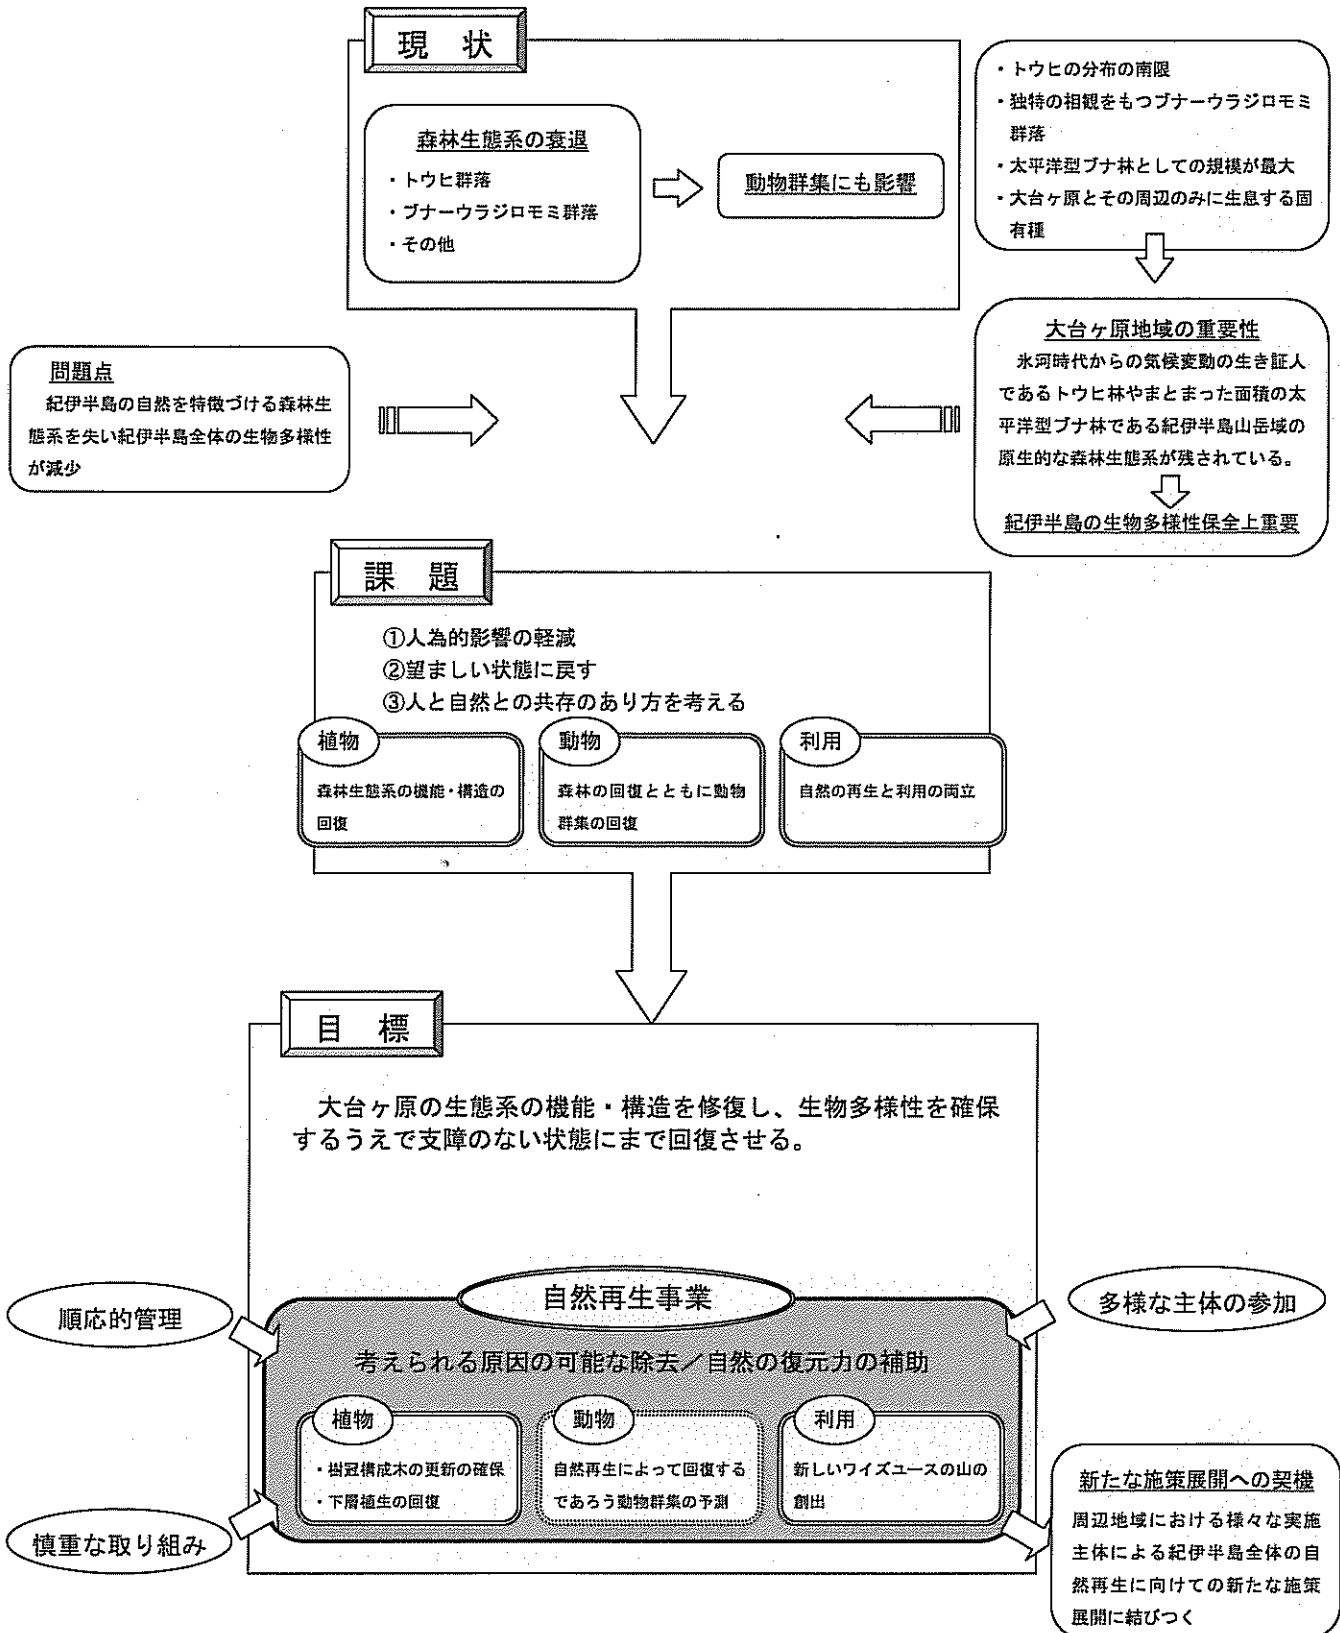 現 状
森林生態系の衰退
・トウヒ群落
・ブナーウラジロモミ群落
・その他
動物群集にも影響
・トウヒの分布の南限
・独特の相観をもつブナーウラジロモミ
群落
・太平洋型ブナ林としての規模が最大
・大台ヶ原とその周辺のみに生息する固
有種
問題点
紀伊半島の自然を特徴づける森林生
態系を失い紀伊半島全体の生物多様性
が減少
大台ヶ原地域の重要性
氷河時代からの気候変動の生き証人
であるトウヒ林やまとまった面積の太
平洋型ブナ林である紀伊半島山岳域の
原生的な森林生態系が残されている。
紀伊半島の生物多様性保全上重要
課 題
①人為的影響の軽減
②望ましい状態に戻す
③人と自然との共存のあり方を考える
植物
森林生態系の機能・構造の
回復
動物
森林の回復とともに動物
群集の回復
利用
自然の再生と利用の両立
目 標
大台ヶ原の生態系の機能・構造を修復し、生物多様性を確保
するうえで支障のない状態にまで回復させる。
自然再生事業
順応的管理
多様な主体の参加
考えられる原因の可能な除去／自然の復元力の補助
植物
・樹冠構成木の更新の確保
・下層植生の回復
動物
自然再生によって回復する
であろう動物群集の予測
利用
新しいワイズユースの山の
創出
慎重な取り組み
新たな施策展開への契機
周辺地域における様々な実施
主体による紀伊半島全体の自
然再生に向けての新たな施策
展開に結びつく